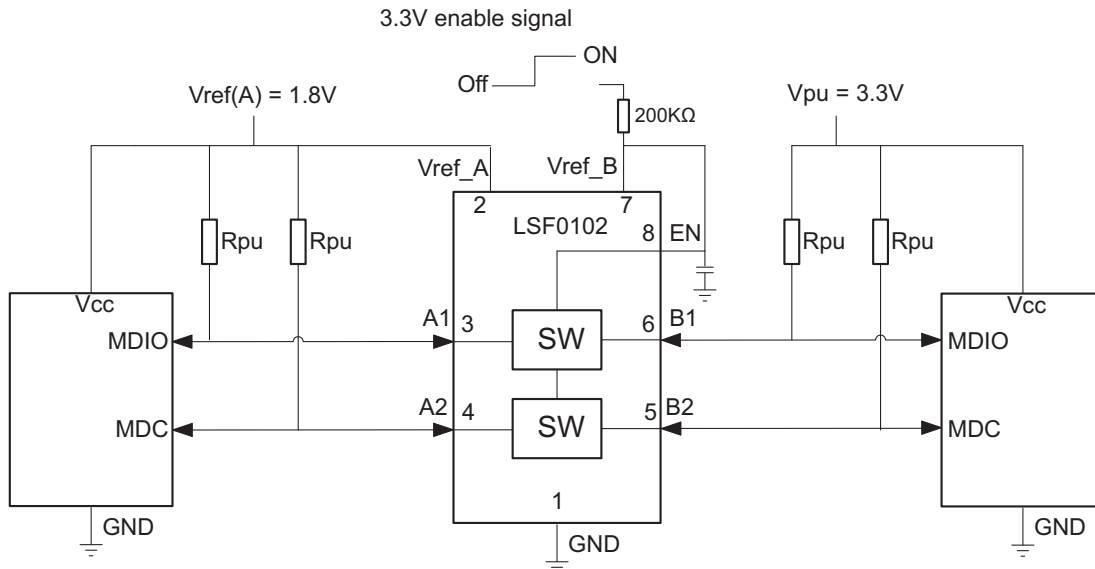 3.3V enable signal
ON
Off
Vref(A) = 1.8V
200KΩ
Vpu = 3.3V
Vref_A
Vref_B
2
7
LSF0102
8
EN
Rpu
Rpu
Rpu
Rpu
Vcc
Vcc
MDIO
A1
3
SW
6
B1
MDIO
MDC
A2
4
SW
5
B2
MDC
1
GND
GND
GND